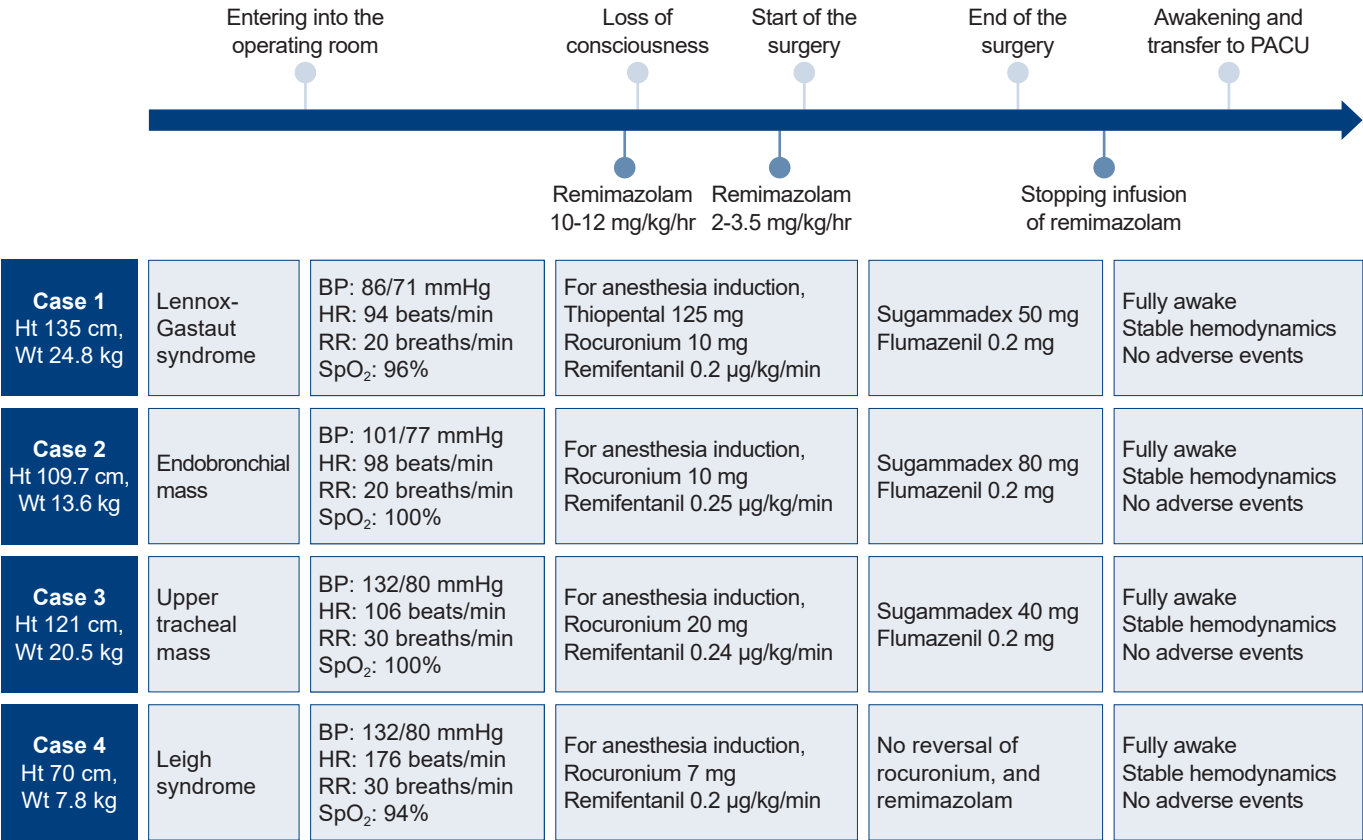 Entering into the
operating room
Loss of
consciousness
Start of the
surgery
End of the
surgery
Awakening and
transfer to PACU
Remimazolam
10-12 mg/kg/hr
Remimazolam
2-3.5 mg/kg/hr
Stopping infusion
of remimazolam
Case 1
Ht 135 cm,
Wt 24.8 kg
Lennox-
Gastaut
syndrome
BP: 86/71 mmHg
HR: 94 beats/min
RR: 20 breaths/min
SpO₂: 96%
For anesthesia induction,
Thiopental 125 mg
Rocuronium 10 mg
Remifentanil 0.2 µg/kg/min
Sugammadex 50 mg
Flumazenil 0.2 mg
Fully awake
Stable hemodynamics
No adverse events
Case 2
Ht 109.7 cm,
Wt 13.6 kg
Endobronchial
mass
BP: 101/77 mmHg
HR: 98 beats/min
RR: 20 breaths/min
SpO₂: 100%
For anesthesia induction,
Rocuronium 10 mg
Remifentanil 0.25 µg/kg/min
Sugammadex 80 mg
Flumazenil 0.2 mg
Fully awake
Stable hemodynamics
No adverse events
Case 3
Ht 121 cm,
Wt 20.5 kg
Upper
tracheal
mass
BP: 132/80 mmHg
HR: 106 beats/min
RR: 30 breaths/min
SpO₂: 100%
For anesthesia induction,
Rocuronium 20 mg
Remifentanil 0.24 µg/kg/min
Sugammadex 40 mg
Flumazenil 0.2 mg
Fully awake
Stable hemodynamics
No adverse events
Case 4
Ht 70 cm,
Wt 7.8 kg
Leigh
syndrome
BP: 132/80 mmHg
HR: 176 beats/min
RR: 30 breaths/min
SpO₂: 94%
For anesthesia induction,
Rocuronium 7 mg
Remifentanil 0.2 µg/kg/min
No reversal of
rocuronium, and
remimazolam
Fully awake
Stable hemodynamics
No adverse events